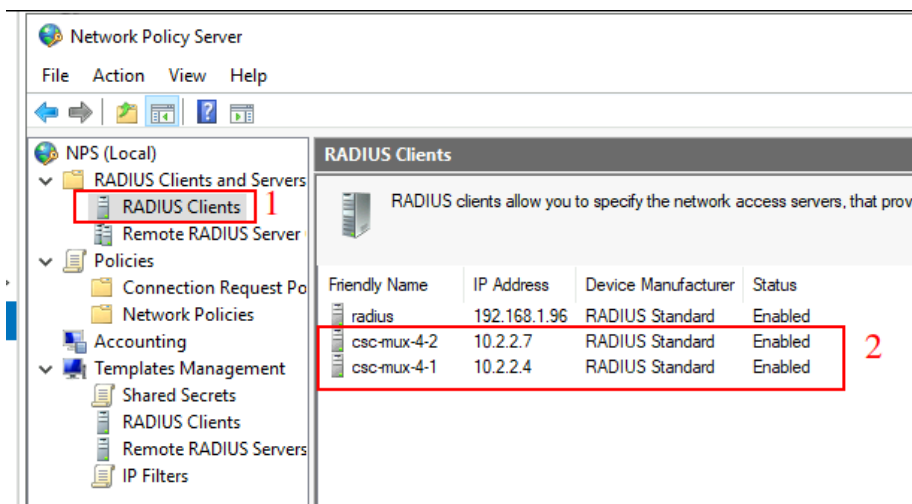 Network Policy Server
File Action View Help
NPS (Local)
RADIUS Clients and Servers
RADIUS Clients 1
Remote RADIUS Server
Policies
Connection Request Po
Network Policies
Accounting
Templates Management
Shared Secrets
RADIUS Clients
Remote RADIUS Servers
IP Filters
RADIUS Clients
RADIUS clients allow you to specify the network access servers, that prov
Friendly Name IP Address Device Manufacturer Status
radius 192.168.1.96 RADIUS Standard Enabled
csc-mux-4-2 10.2.2.7 RADIUS Standard Enabled
csc-mux-4-1 10.2.2.4 RADIUS Standard Enabled
2